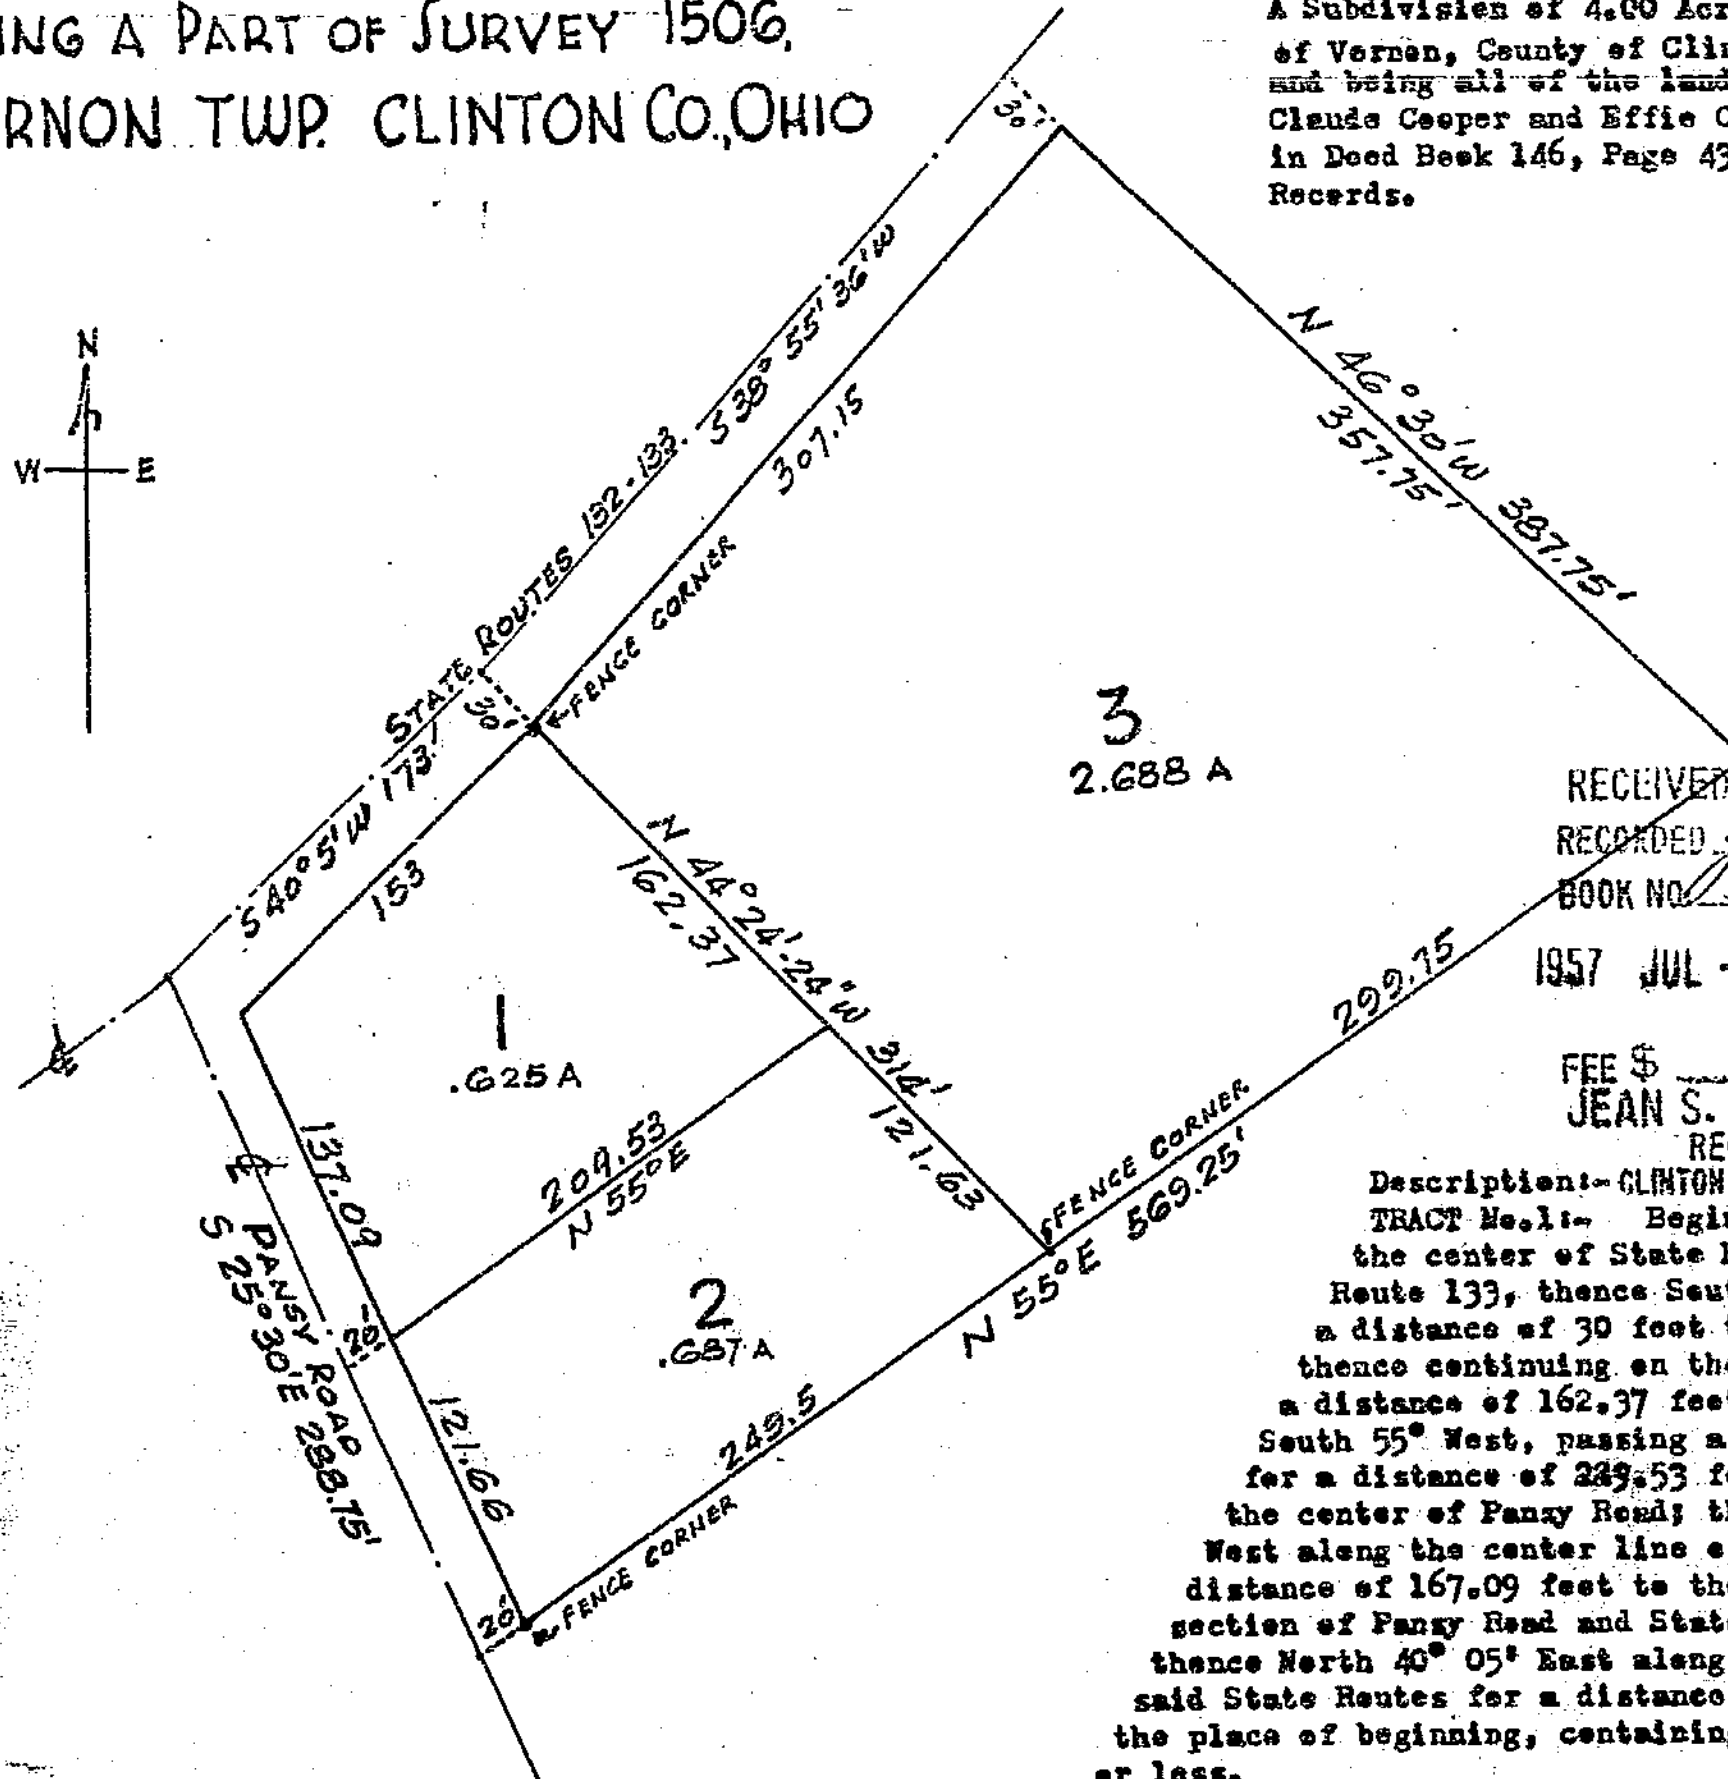 ING A PART OF SURVEY 1506,
RNON TWP. CLINTON CO., OHIO
A Subdivision of 4.00 Acr
of Vernon, County of Clin
and being all of the land
Claude Cooper and Effie C
in Deed Book 146, Page 43
Records.
30'
N
W E
S 38° 55' 36' W
307.15
STATE ROUTES 132-133.
30'
←FENCE CORNER
N 46° 30' W 387.75'
357.75'
S 40° 5' W 173.'
153
3
2.688 A
N 44° 24'.24" W 314'
162.37
121.63
1
.625 A
137.09
209.53
N 55° E
299.75
FENCE CORNER
N 55° E 569.25'
2
.687 A
PANSY ROAD
S 25° 30' E 288.75'
20'
121.66
249.5
FENCE CORNER
20'
RECEIVED
RECORDED
BOOK NO.
1957 JUL -
FEE $
JEAN S.
RE
Description:- CLINTON
TRACT No.1:- Begi
the center of State
Route 133, thence Sou
a distance of 30 feet
thence continuing on th
a distance of 162.37 fee
South 55° West, passing a
for a distance of 229.53 f
the center of Pansy Road; t
West along the center line
distance of 167.09 feet to th
section of Pansy Road and Stat
thence North 40° 05' East along
said State Routes for a distance
the place of beginning, containin
or less.